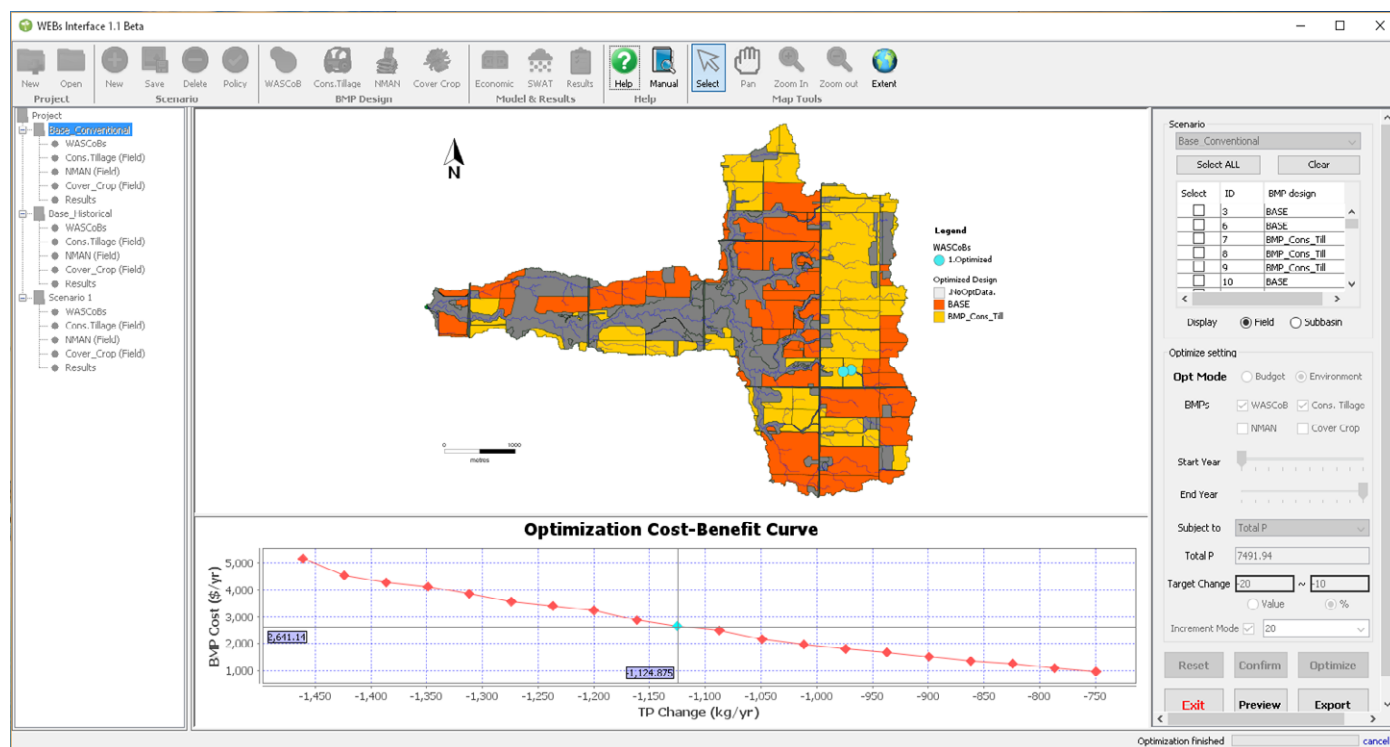 WEBs Interface 1.1 Beta
New Open New Save Delete Policy WASCoB Cons.Tillage NMAN Cover Crop Economic SWAT Results Help Manual Select Pan Zoom In Zoom out Extent
Project Scenario BMP Design Model & Results Help Map Tools
Project
Base_Conventional
WASCoBs
Cons.Tillage (Field)
NMAN (Field)
Cuver_Crop (Field)
Results
Base_Historical
WASCoBs
Cons.Tillage (Field)
NMAN (Field)
Cover_Crop (Field)
Results
Scenario 1
WASCoBs
Cons.Tillage (Field)
NMAN (Field)
Cover_Crop (Field)
Results
N
0 1000
metres
Legend
WASCoBs
1.Optimized
Optimized Design
.NoOptData.
BASE
BMP_Cons_Till
Optimization Cost-Benefit Curve
BMP Cost ($/yr)
5,000
4,000
3,000
2,000
1,000
2,641.14
-1,124.875
-1,450 -1,400 -1,350 -1,300 -1,250 -1,200 -1,150 -1,100 -1,050 -1,000 -950 -900 -850 -800 -750
TP Change (kg/yr)
Scenario
Base_Conventional
Select ALL Clear
Select ID BMP design
3 BASE
6 BASE
7 BMP_Cons_Till
8 BMP_Cons_Till
9 BMP_Cons_Till
10 BASE
Display Field Subbasin
Optimize setting
Opt Mode Budget Environment
BMPs WASCoB Cons. Tillage
NMAN Cover Crop
Start Year
End Year
Subject to Total P
Total P 7491.94
Target Change -20 ~ -10
Value %
Increment Mode 20
Reset Confirm Optimize
Exit Preview Export
Optimization finished cancel